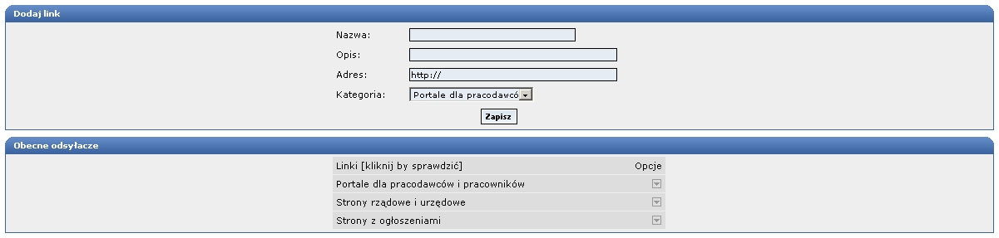 Dodaj link
Nazwa:
Opis:
Adres: http://
Kategoria: Portale dla pracodawcó
Zapisz
Obecne odsyłacze
Linki [kliknij by sprawdzić] Opcje
Portale dla pracodawców i pracowników
Strony rządowe i urzędowe
Strony z ogłoszeniami